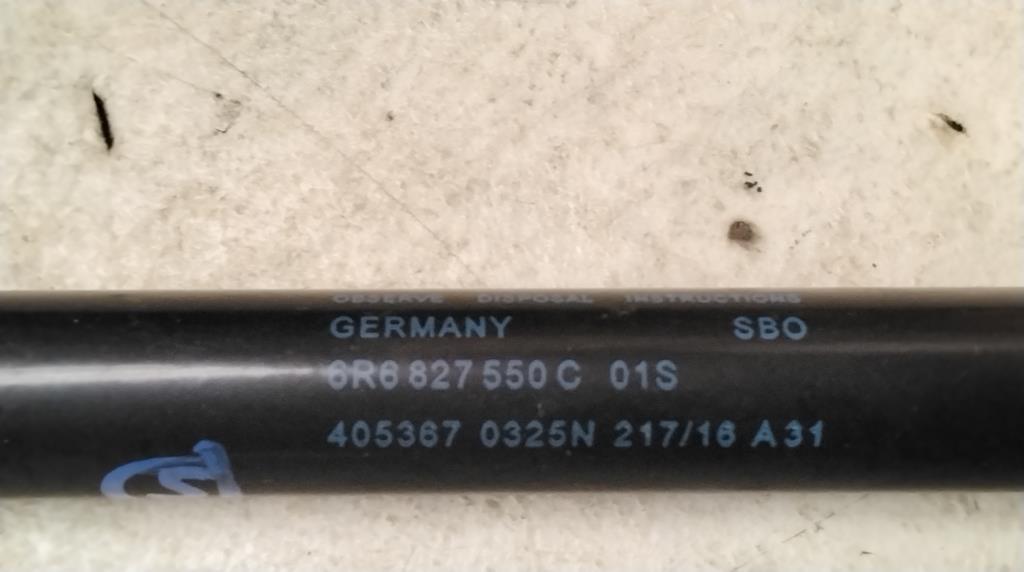 OBSERVE DISPOSAL INSTRUCTIONS
GERMANY SBO
6R6 827 550 C 01S
405367 0325N 217/16 A31